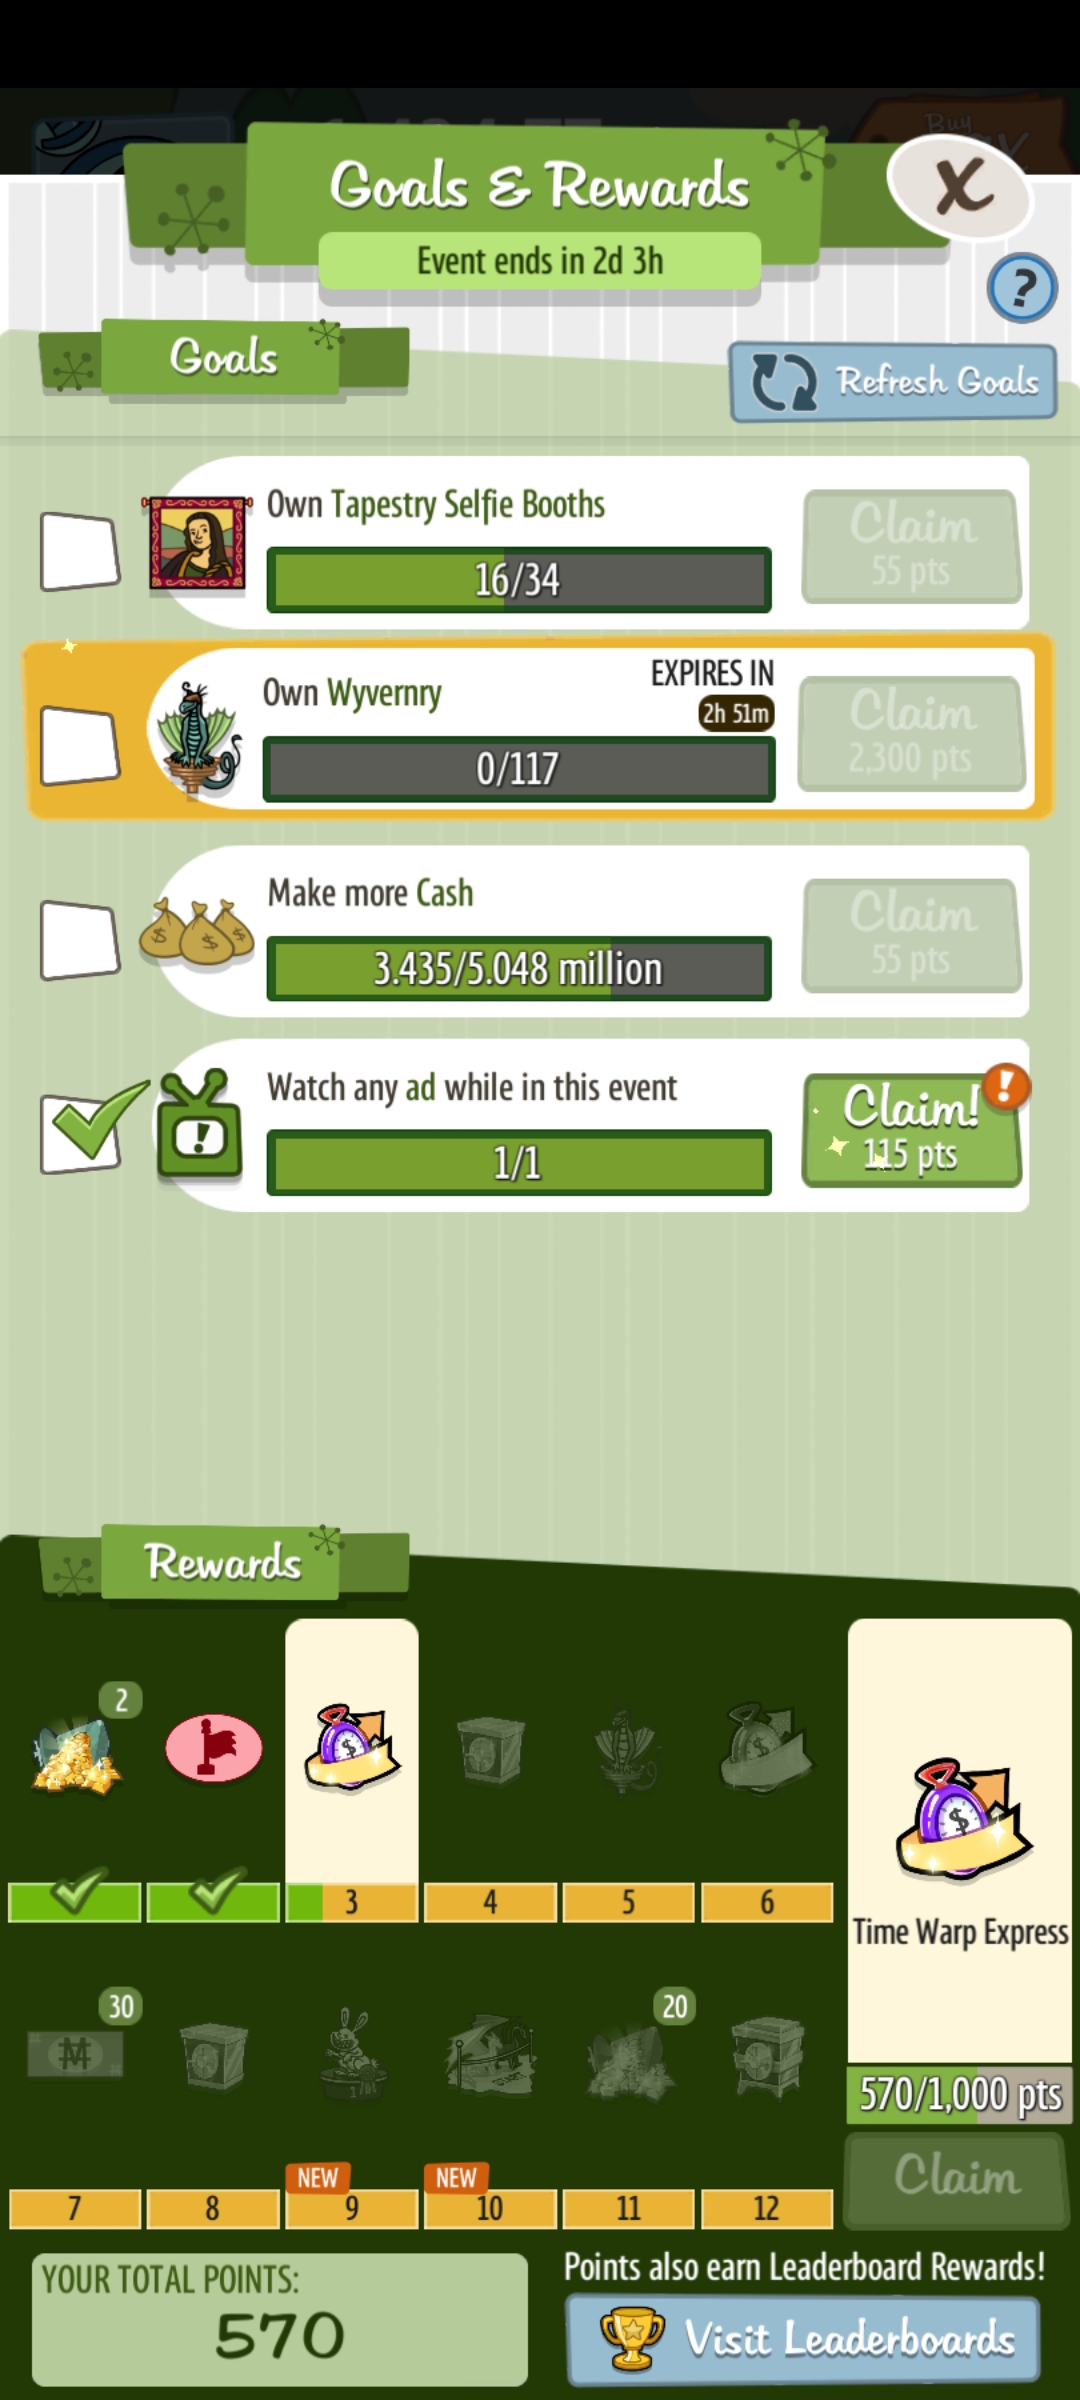 Buy
Goals & Rewards
X
Event ends in 2d 3h
?
Goals
Refresh Goals
Own Tapestry Selfie Booths
16/34
Claim
55 pts
Own Wyvernry
EXPIRES IN
2h 51m
0/117
Claim
2,300 pts
Make more Cash
3.435/5.048 million
Claim
55 pts
Watch any ad while in this event
1/1
Claim!
115 pts
!
Rewards
2
3
4
5
6
Time Warp Express
30
20
570/1,000 pts
Claim
NEW
NEW
7
8
9
10
11
12
YOUR TOTAL POINTS:
570
Points also earn Leaderboard Rewards!
Visit Leaderboards